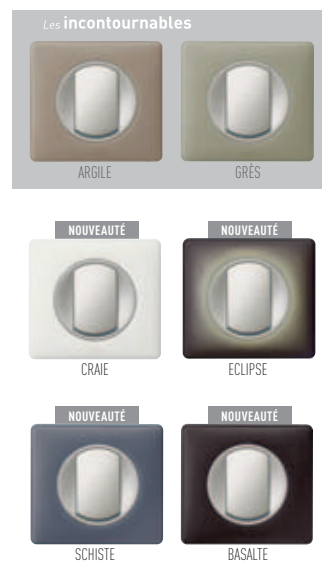 Les incontournables
ARGILE GRÈS
NOUVEAUTÉ NOUVEAUTÉ
CRAIE ECLIPSE
NOUVEAUTÉ NOUVEAUTÉ
SCHISTE BASALTE